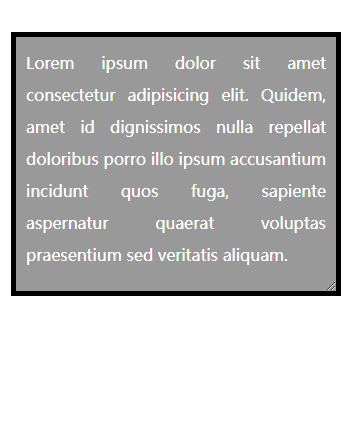 Lorem ipsum dolor sit amet
consectetur adipisicing elit. Quidem,
amet id dignissimos nulla repellat
doloribus porro illo ipsum accusantium
incidunt quos fuga, sapiente
aspernatur quaerat voluptas
praesentium sed veritatis aliquam.